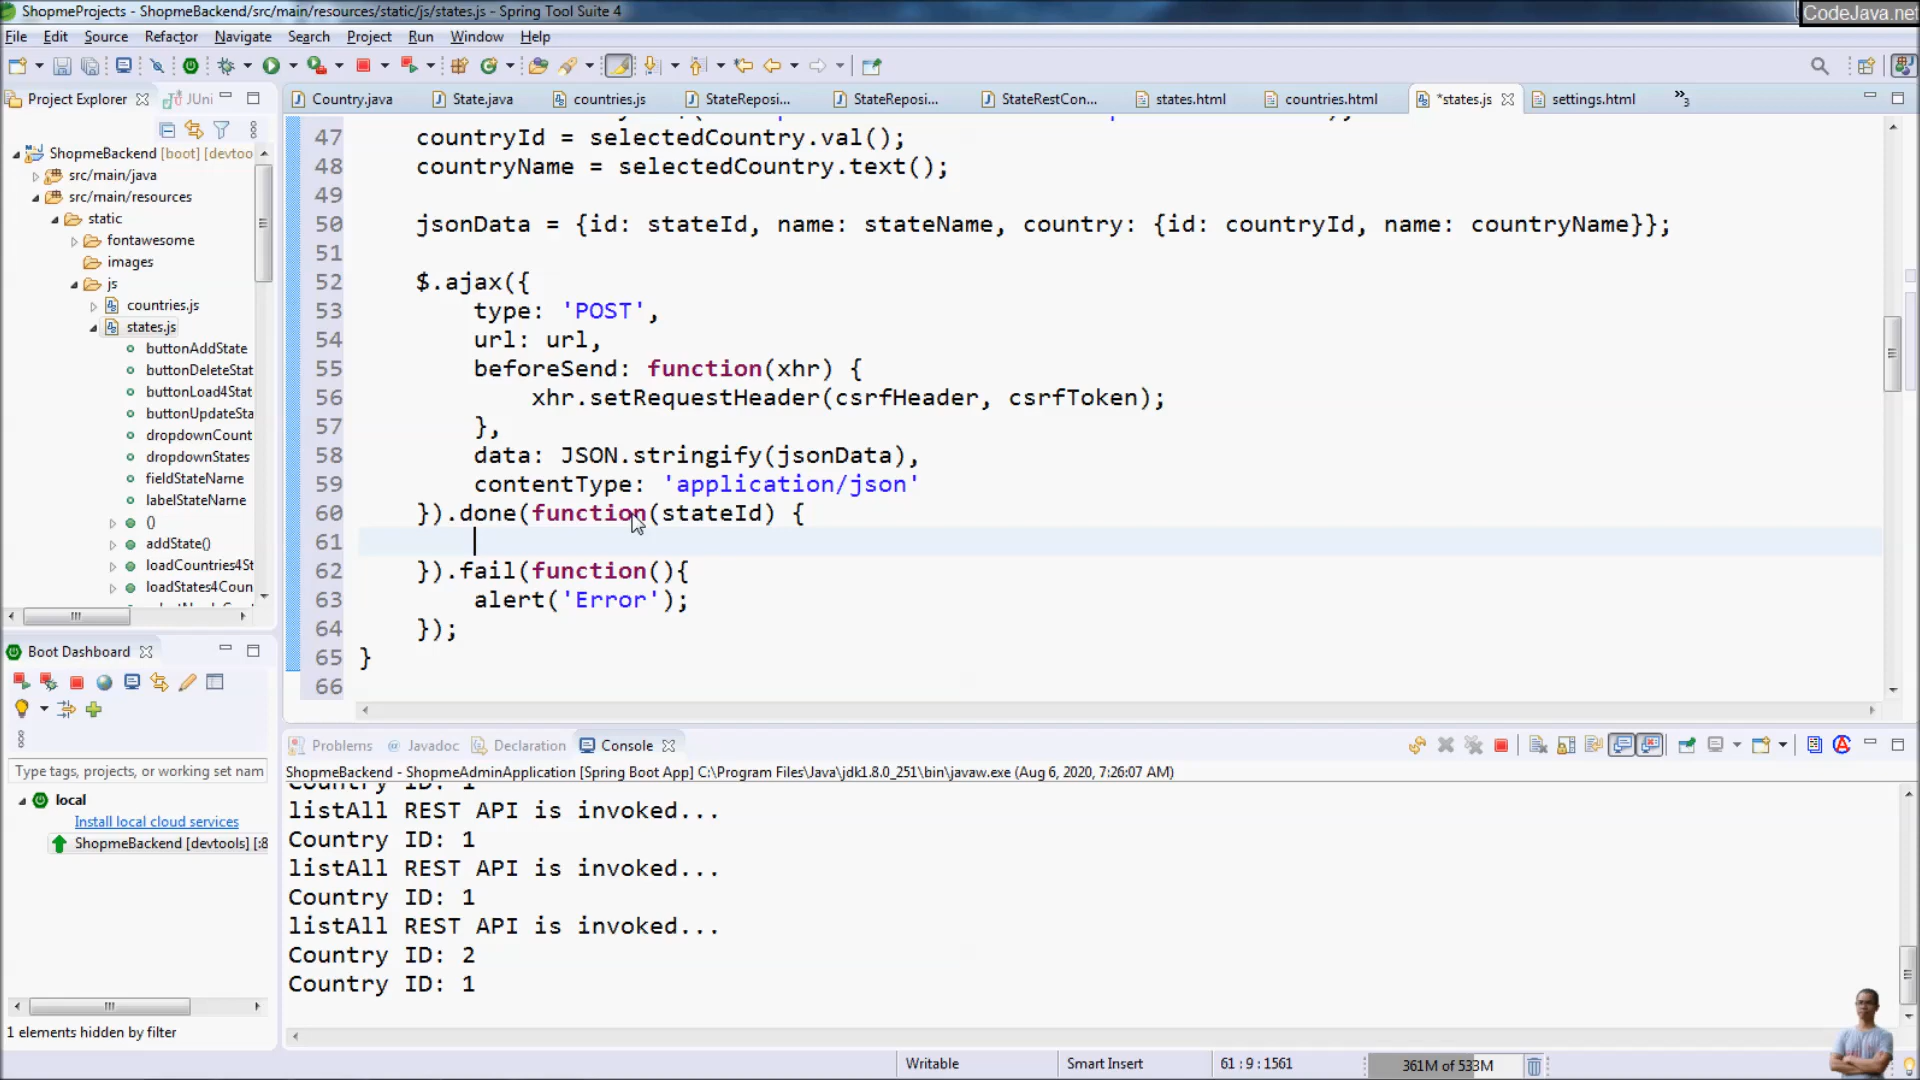 ShopmeProjects - ShopmeBackend/src/main/resources/static/js/states.js - Spring Tool Suite 4
CodeJava.net
File Edit Source Refactor Navigate Search Project Run Window Help
Project Explorer JUni
Country.java State.java countries.js StateReposi... StateReposi... StateRestCon... states.html countries.html *states.js settings.html »3
ShopmeBackend [boot] [devtoo
src/main/java
src/main/resources
static
fontawesome
images
js
countries.js
states.js
buttonAddState
buttonDeleteStat
buttonLoad4Stat
buttonUpdateSta
dropdownCount
dropdownStates
fieldStateName
labelStateName
()
addState()
loadCountries4St
loadStates4Coun
47 countryId = selectedCountry.val();
48 countryName = selectedCountry.text();
49
50 jsonData = {id: stateId, name: stateName, country: {id: countryId, name: countryName}};
51
52 $.ajax({
53 type: 'POST',
54 url: url,
55 beforeSend: function(xhr) {
56 xhr.setRequestHeader(csrfHeader, csrfToken);
57 },
58 data: JSON.stringify(jsonData),
59 contentType: 'application/json'
60 }).done(function(stateId) {
61
62 }).fail(function(){
63 alert('Error');
64 });
65 }
66
Boot Dashboard
Type tags, projects, or working set nam
local
Install local cloud services
ShopmeBackend [devtools] [:8
1 elements hidden by filter
Problems Javadoc Declaration Console
ShopmeBackend - ShopmeAdminApplication [Spring Boot App] C:\Program Files\Java\jdk1.8.0_251\bin\javaw.exe (Aug 6, 2020, 7:26:07 AM)
Country ID: 1
listAll REST API is invoked...
Country ID: 1
listAll REST API is invoked...
Country ID: 1
listAll REST API is invoked...
Country ID: 2
Country ID: 1
Writable Smart Insert 61 : 9 : 1561 361M of 533M